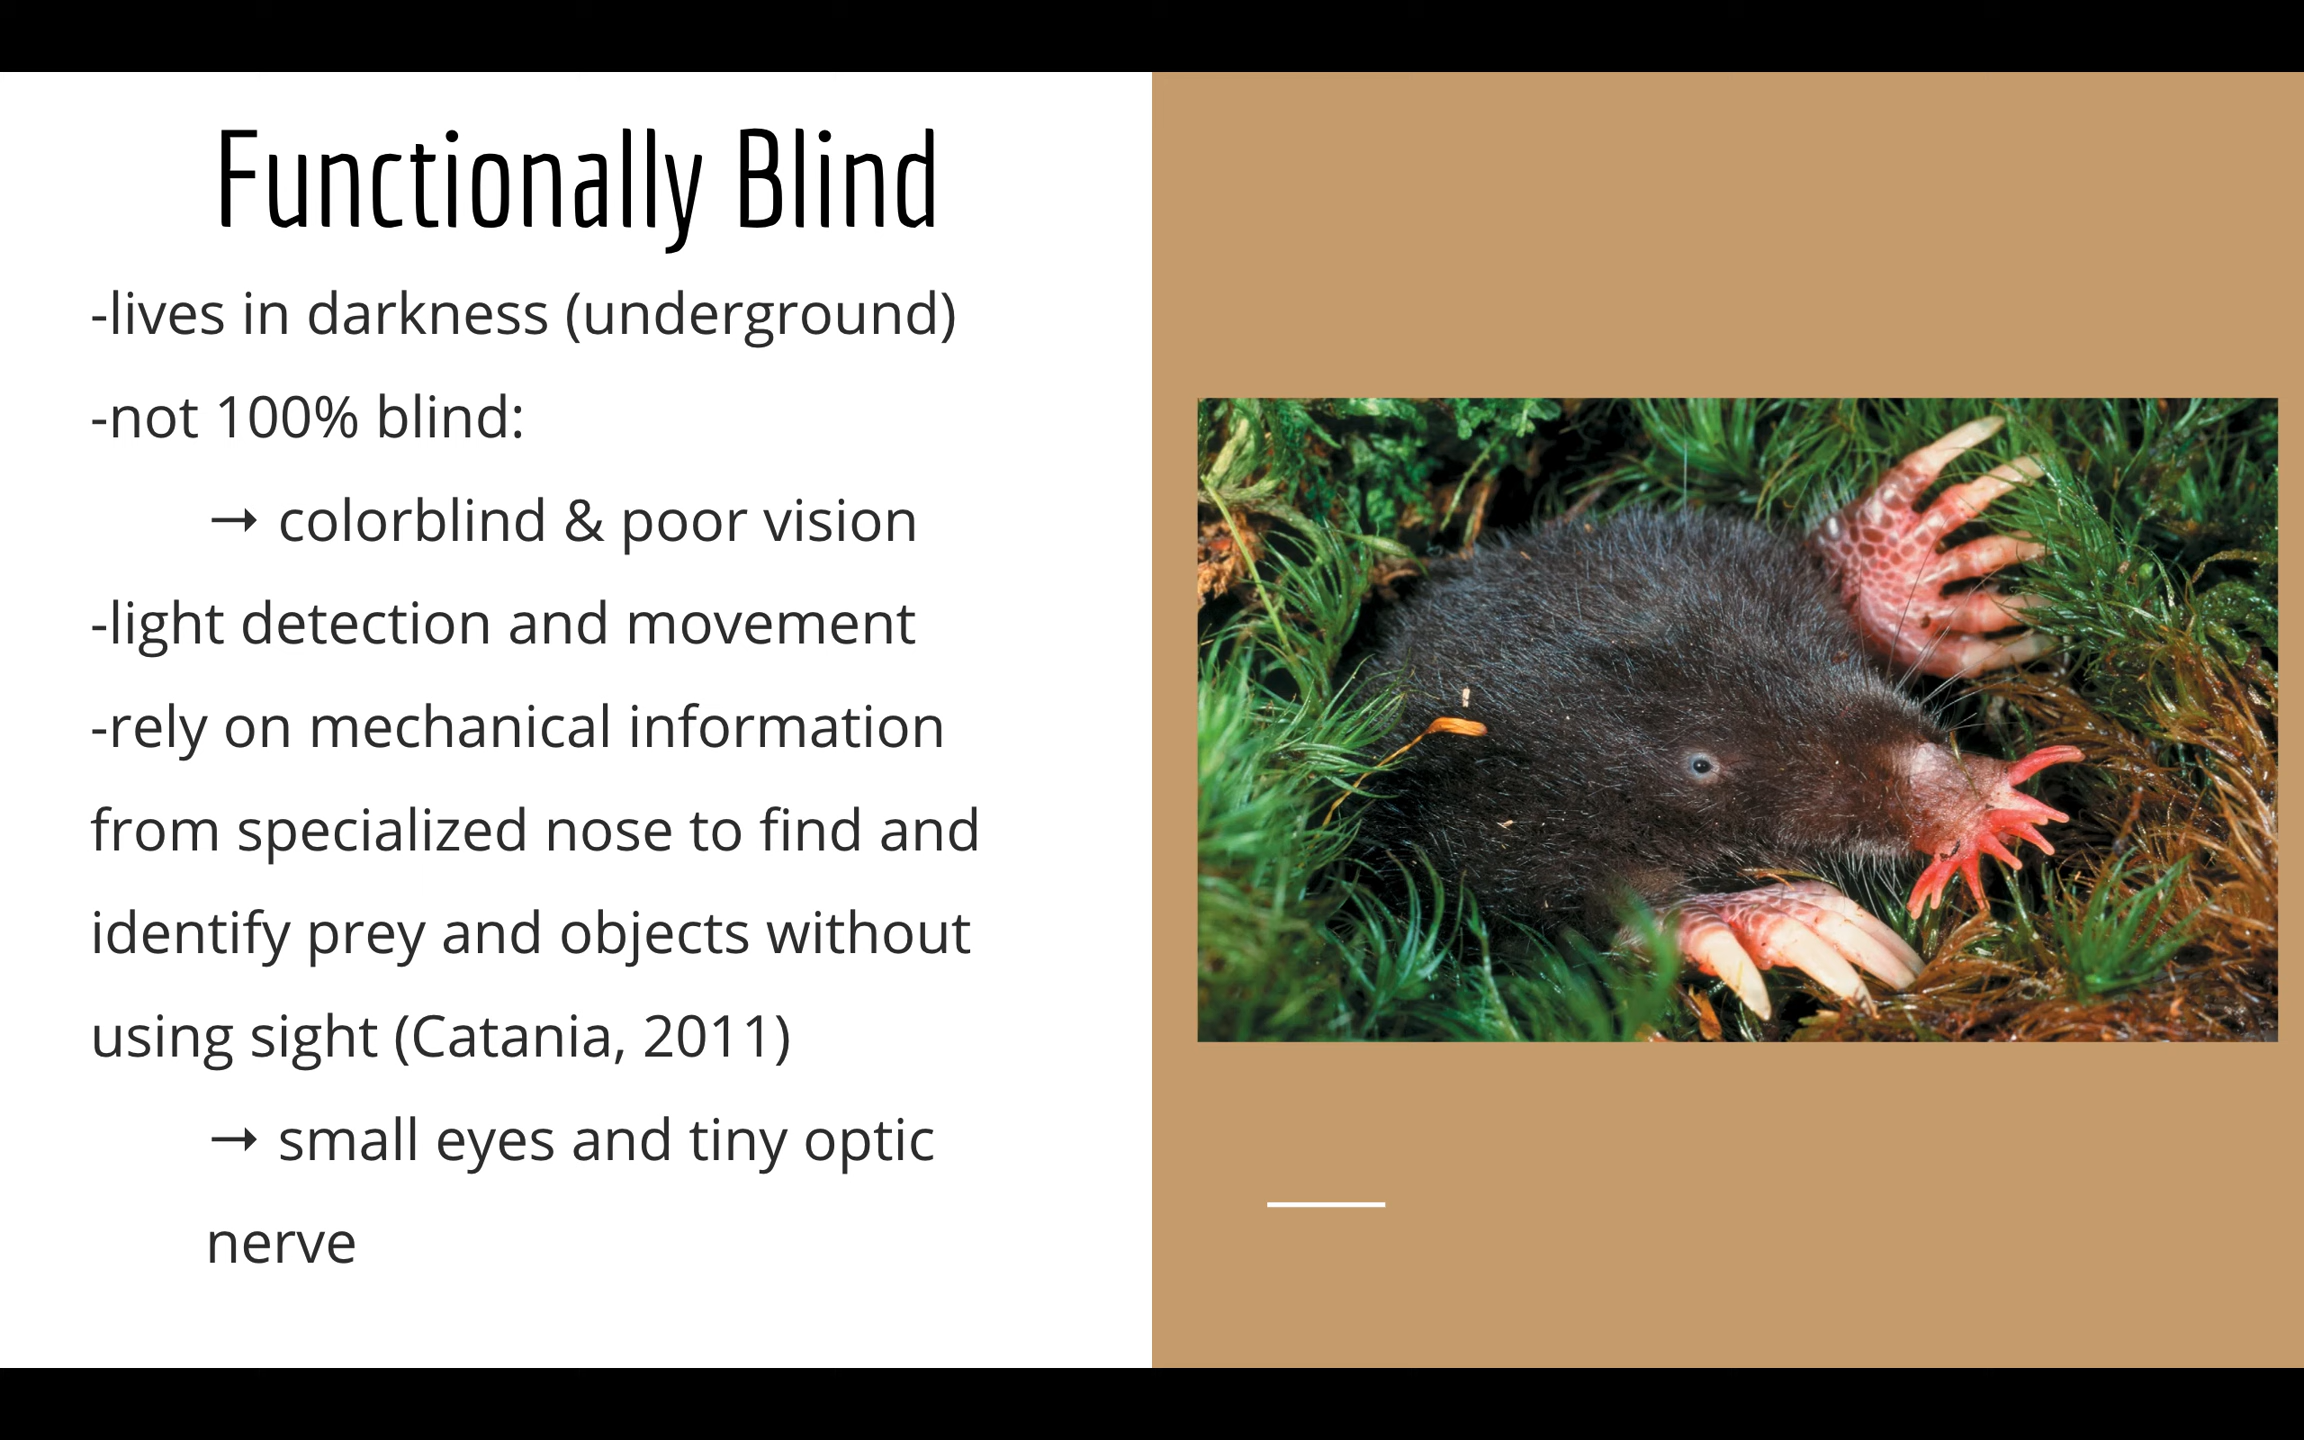 Functionally Blind
-lives in darkness (underground)
-not 100% blind:
→ colorblind & poor vision
-light detection and movement
-rely on mechanical information
from specialized nose to find and
identify prey and objects without
using sight (Catania, 2011)
→ small eyes and tiny optic
nerve